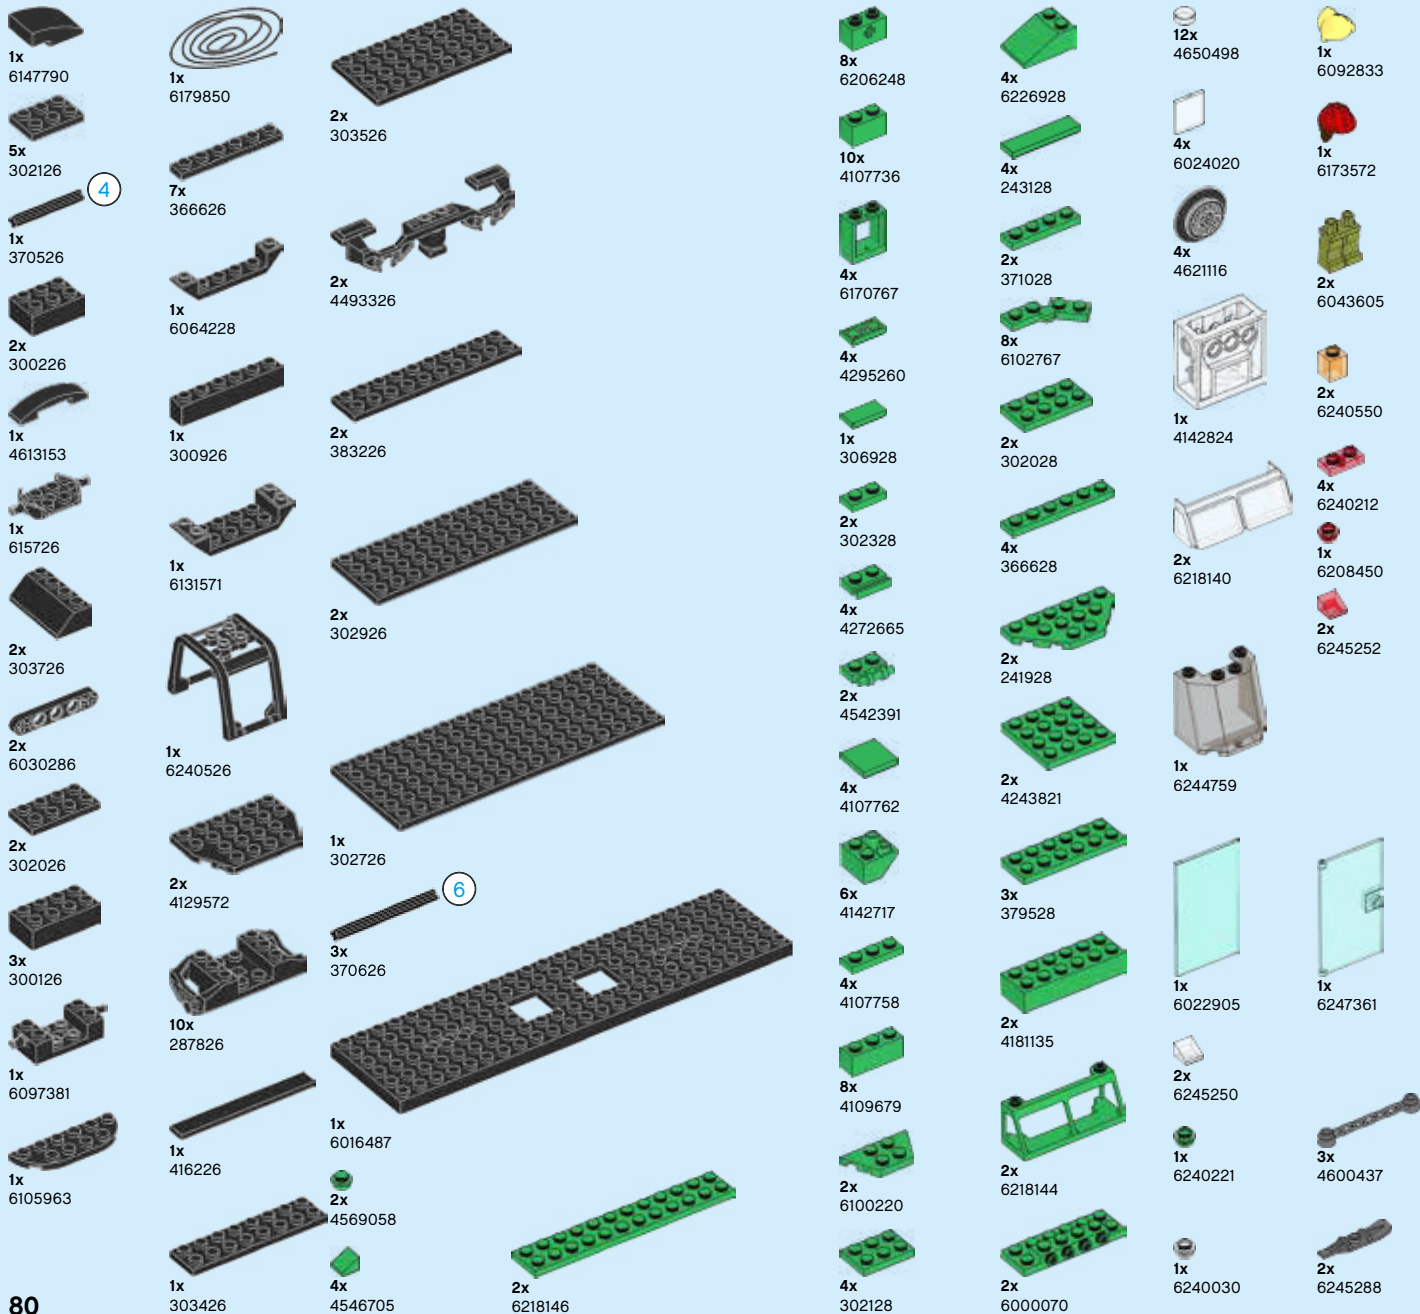 1x
6147790
5x
302126
4
1x
370526
2x
300226
1x
4613153
1x
615726
2x
303726
2x
6030286
2x
302026
3x
300126
1x
6097381
1x
6105963
80
1x
6179850
7x
366626
1x
6064228
1x
300926
1x
6131571
1x
6240526
2x
4129572
10x
287826
1x
416226
1x
303426
2x
303526
2x
4493326
2x
383226
2x
302926
1x
302726
6
3x
370626
1x
6016487
2x
4569058
4x
4546705
2x
6218146
8x
6206248
10x
4107736
4x
6170767
4x
4295260
1x
306928
2x
302328
4x
4272665
2x
4542391
4x
4107762
6x
4142717
4x
4107758
8x
4109679
2x
6100220
4x
302128
4x
6226928
4x
243128
2x
371028
8x
6102767
2x
302028
4x
366628
2x
241928
2x
4243821
3x
379528
2x
4181135
2x
6218144
2x
6000070
12x
4650498
4x
6024020
4x
4621116
1x
4142824
2x
6218140
1x
6244759
1x
6022905
2x
6245250
1x
6240221
1x
6240030
1x
6092833
1x
6173572
2x
6043605
2x
6240550
4x
6240212
1x
6208450
2x
6245252
1x
6247361
3x
4600437
2x
6245288